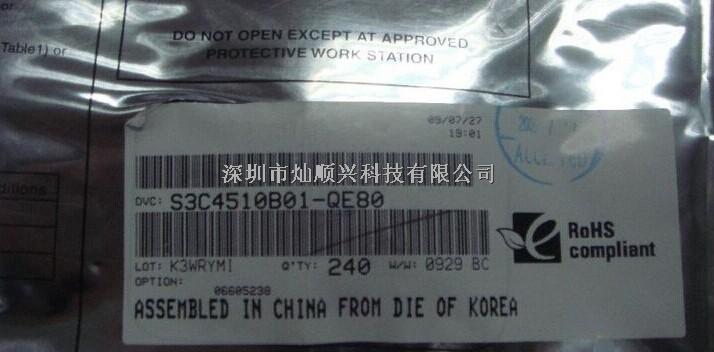 DO NOT OPEN EXCEPT AT APPROVED
PROTECTIVE WORK STATION
Table1) or
or
ditions
09/07/27
19:01
深圳市灿顺兴科技有限公司
DVC: S3C4510B01-QE80
LOT: K3WRYMI Q'TY: 240 W/W: 0929 BC
OPTION:
06605238
ASSEMBLED IN CHINA FROM DIE OF KOREA
e
RoHS
compliant